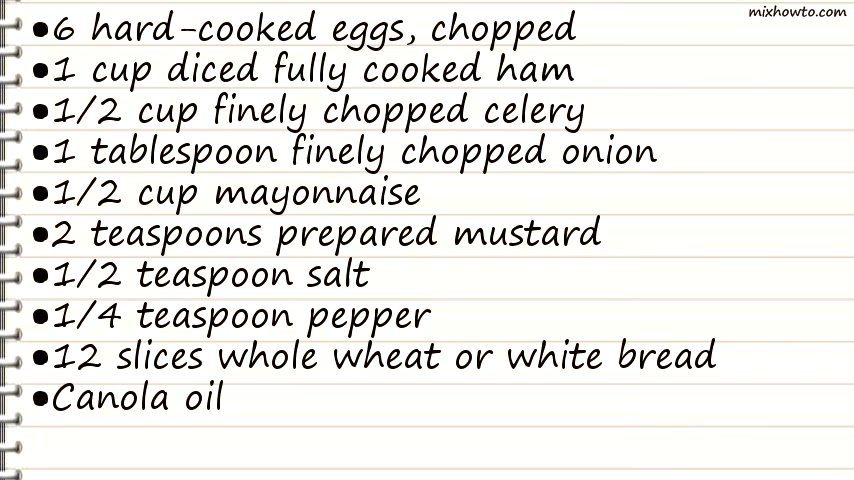 mixhowto.com
•6 hard-cooked eggs, chopped
•1 cup diced fully cooked ham
•1/2 cup finely chopped celery
•1 tablespoon finely chopped onion
•1/2 cup mayonnaise
•2 teaspoons prepared mustard
•1/2 teaspoon salt
•1/4 teaspoon pepper
•12 slices whole wheat or white bread
•Canola oil